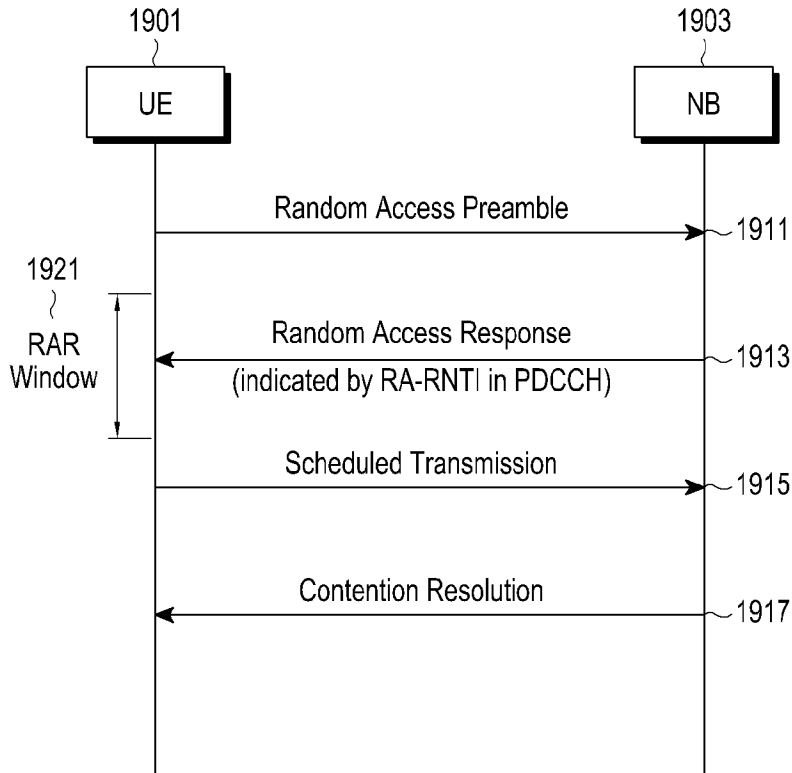 1901
1903
UE
NB
Random Access Preamble
1911
1921
RAR
Window
Random Access Response
(indicated by RA-RNTI in PDCCH)
1913
Scheduled Transmission
1915
Contention Resolution
1917